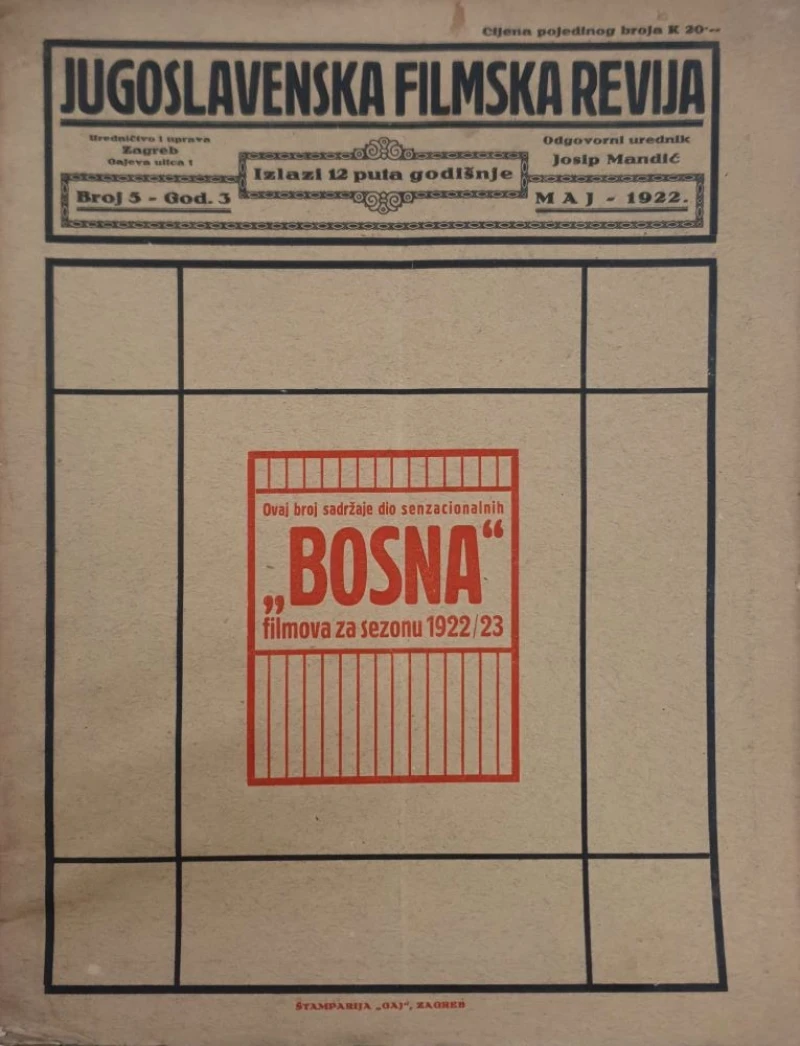 Cijena pojedinog broja K 20·—
JUGOSLAVENSKA FILMSKA REVIJA
Uredničtvo i uprava
Zagreb
Gajeva ulica 1
Izlazi 12 puta godišnje
Odgovorni urednik
Josip Mandić
Broj 5 - God. 3
MAJ - 1922.
Ovaj broj sadržaje dio senzacionalnih
„BOSNA“
filmova za sezonu 1922/23
ŠTAMPARIJA „GAJ“, ZAGREB